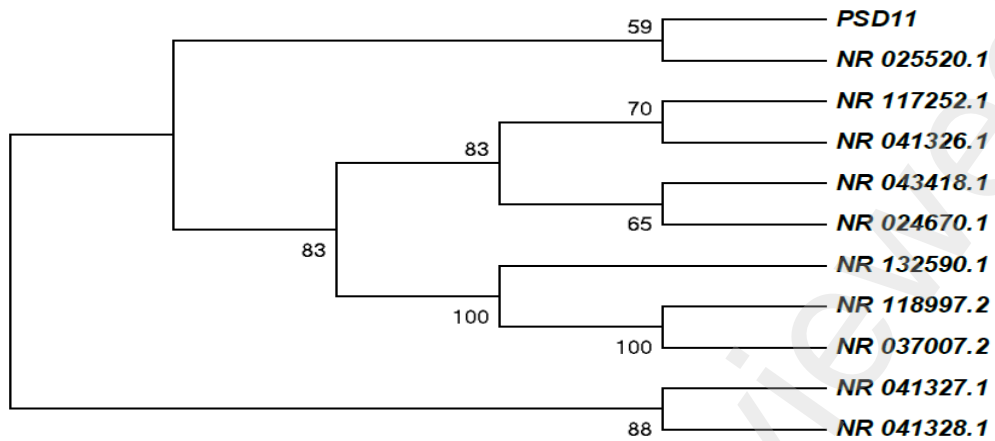 59
PSD11
NR 025520.1
70
NR 117252.1
83
NR 041326.1
NR 043418.1
65
NR 024670.1
83
NR 132590.1
100
NR 118997.2
100
NR 037007.2
NR 041327.1
88
NR 041328.1